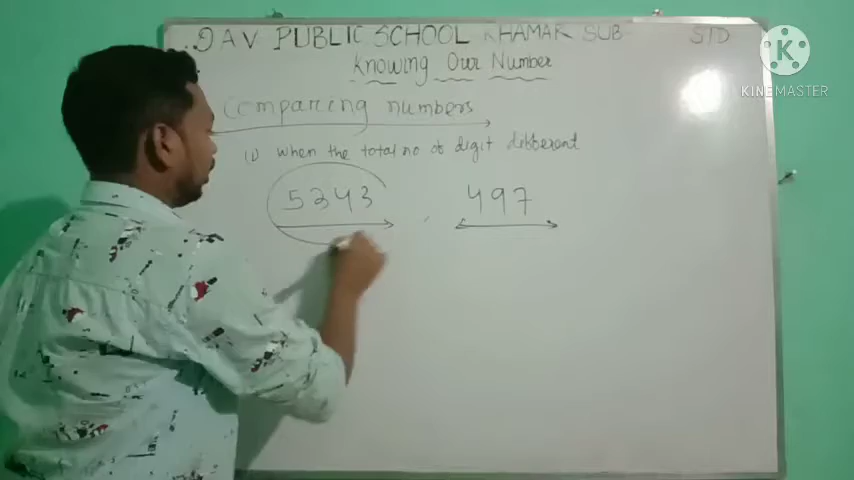 DAV PUBLIC SCHOOL KHAMAR SUB- STD
Knowing Our Number
Comparing numbers
(1) when the total no of digit different
5343 , 497
KINEMASTER